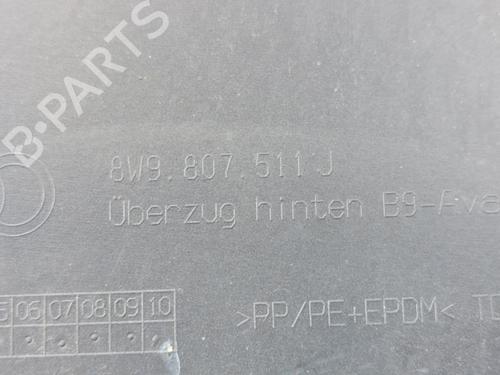 8W9.807.511 J
Überzug hinten B9-Ava
06 07 08 09 10
>PP/PE+EPDM<
B-PARTS